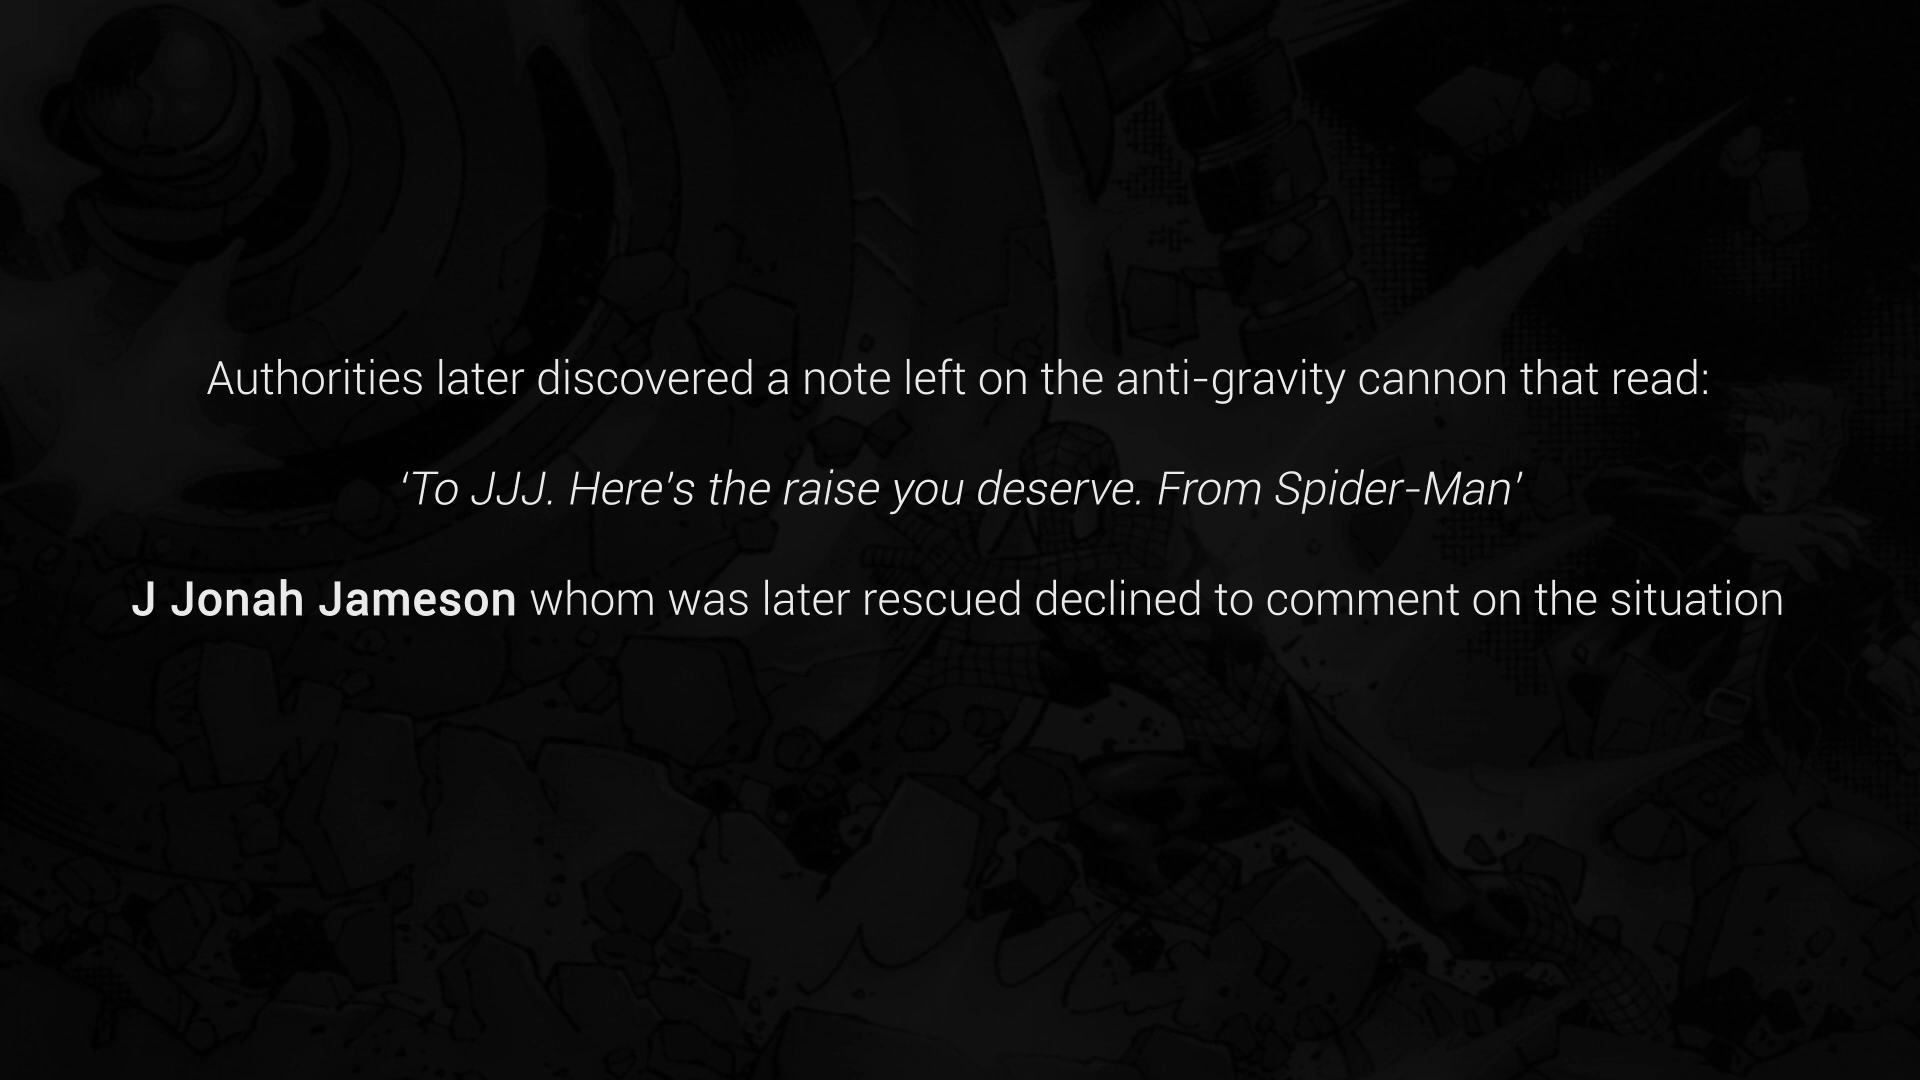 Authorities later discovered a note left on the anti-gravity cannon that read:
‘To JJJ. Here's the raise you deserve. From Spider-Man’
J Jonah Jameson whom was later rescued declined to comment on the situation